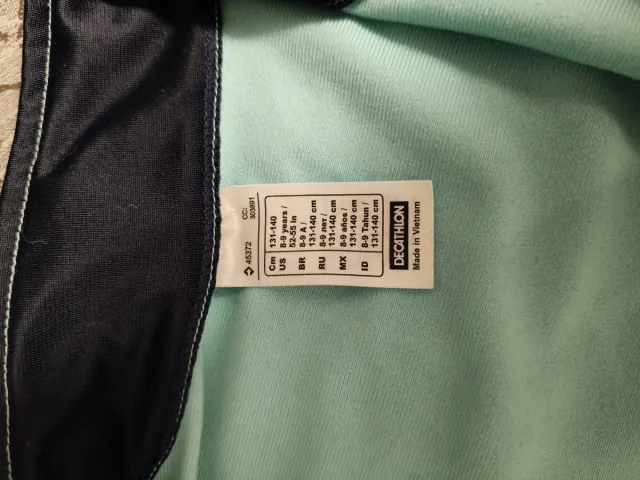 45372
CC:
303691
Cm 131-140
US 8-9 years /
52-55 In
BR 8-9 A /
131-140 cm
RU 8-9 лет /
131-140 cm
MX 8-9 años /
131-140 cm
ID 8-9 Tahun /
131-140 cm
DECATHLON
Made in Vietnam